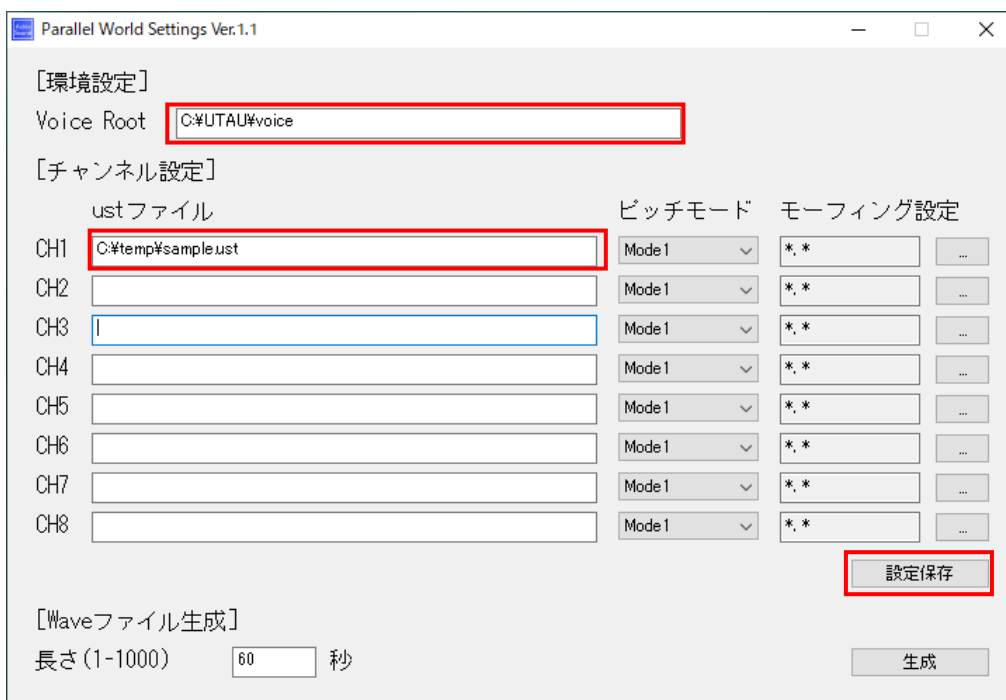 Parallel World Settings Ver.1.1
[環境設定]
Voice Root C:¥UTAU¥voice
[チャンネル設定]
ustファイル ピッチモード モーフィング設定
CH1 C:¥temp¥sample.ust Mode1 *, * ...
CH2 Mode1 *, * ...
CH3 Mode1 *, * ...
CH4 Mode1 *, * ...
CH5 Mode1 *, * ...
CH6 Mode1 *, * ...
CH7 Mode1 *, * ...
CH8 Mode1 *, * ...
設定保存
[Waveファイル生成]
長さ(1-1000) 60 秒 生成